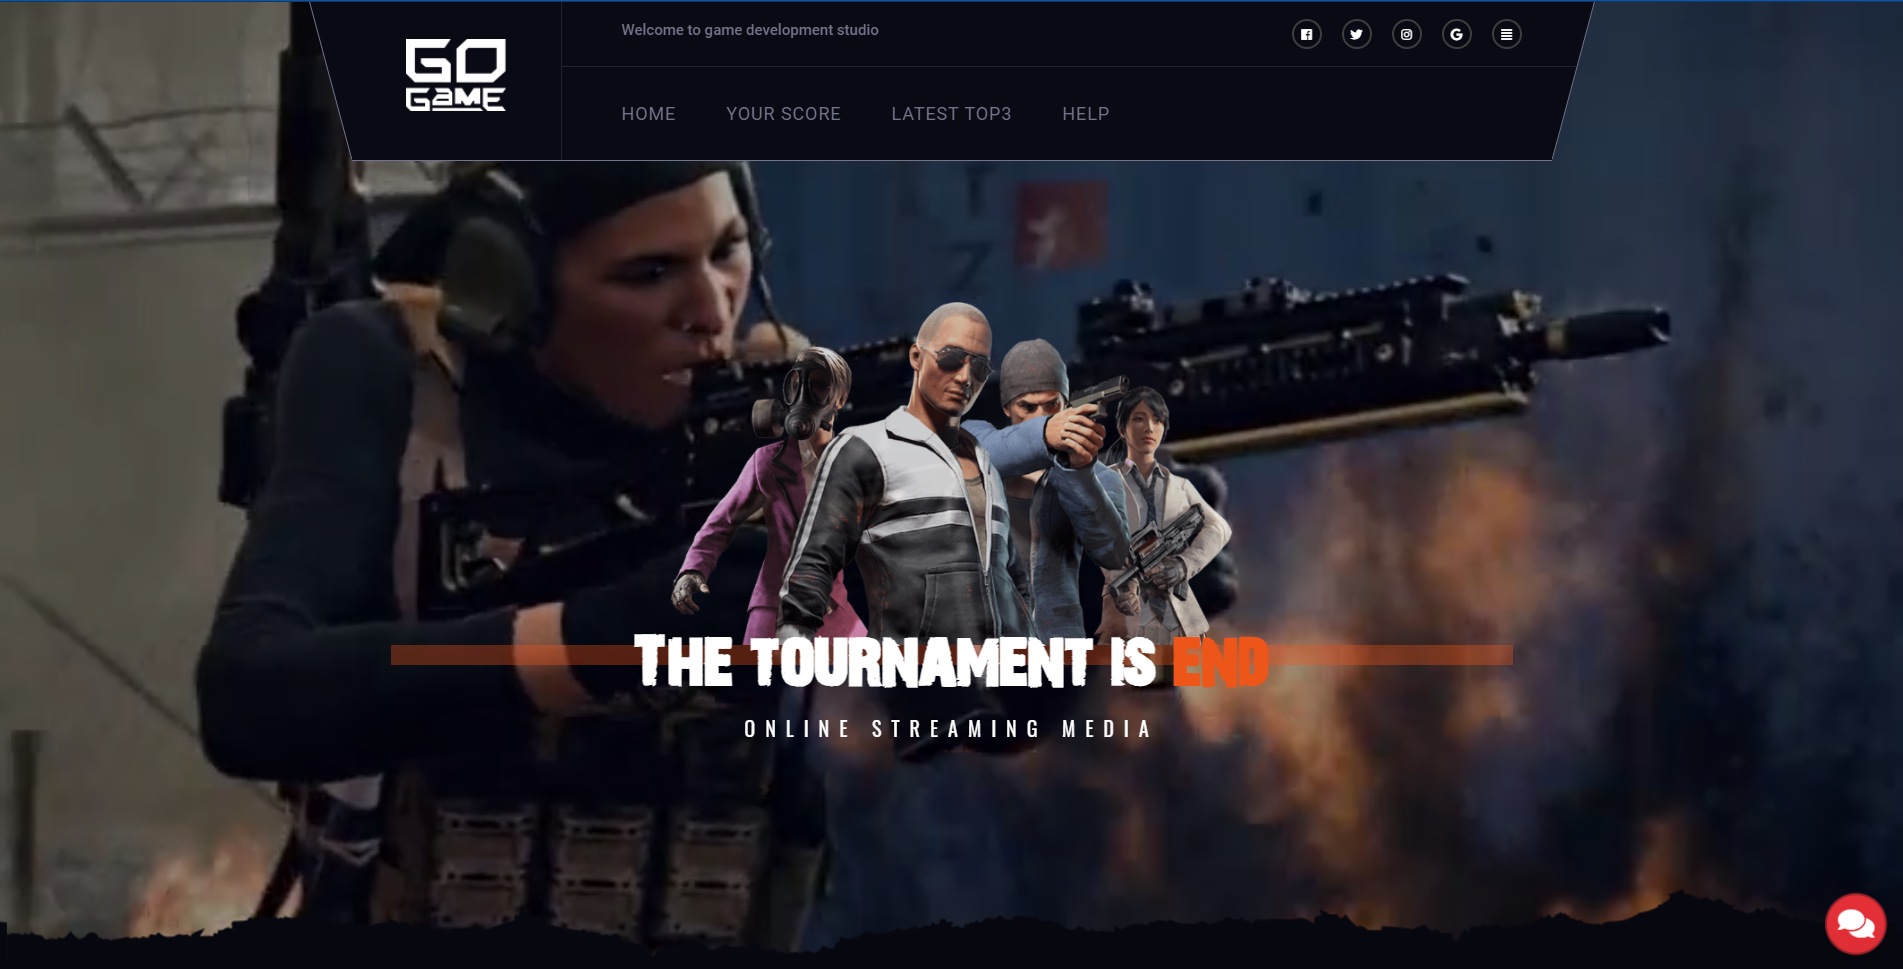 Welcome to game development studio
GO
GAME
HOME YOUR SCORE LATEST TOP3 HELP
THE TOURNAMENT IS END
ONLINE STREAMING MEDIA